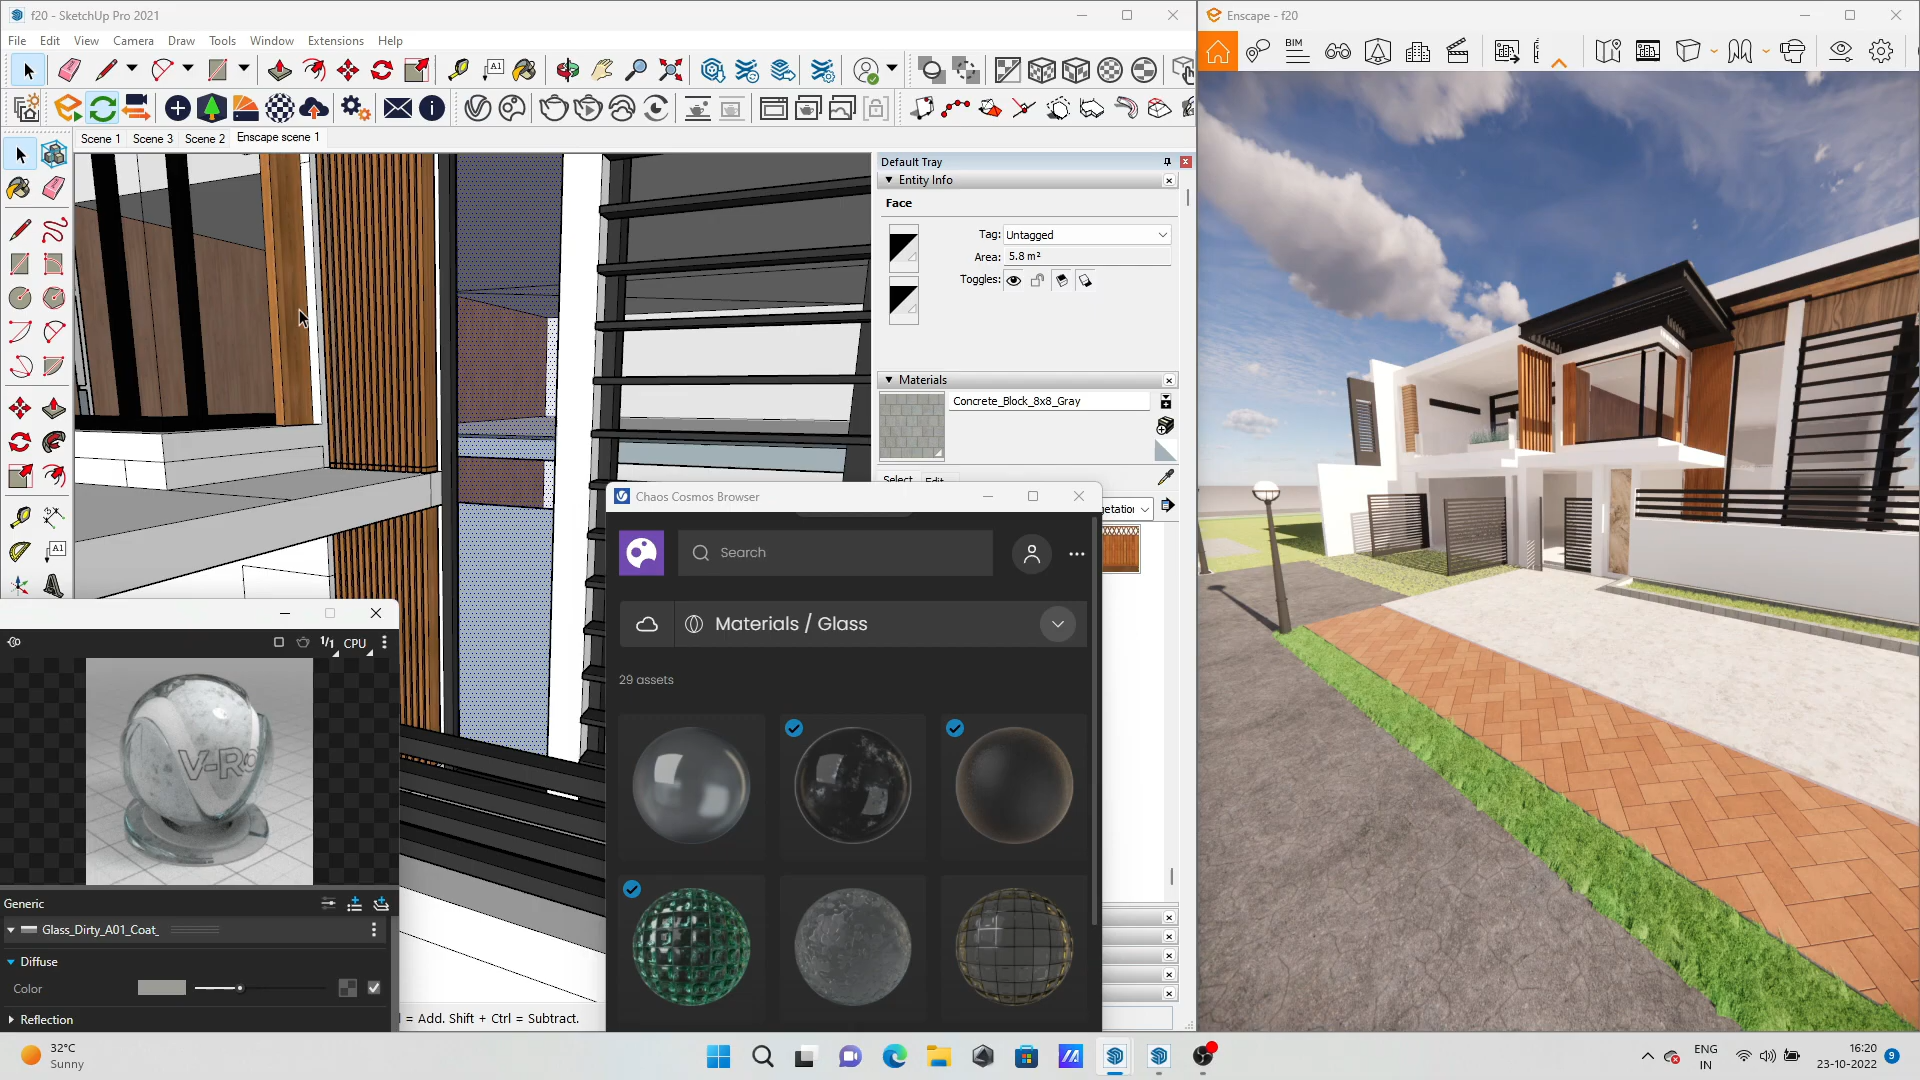 f20 - SketchUp Pro 2021
File Edit View Camera Draw Tools Window Extensions Help
Scene 1 Scene 3 Scene 2 Enscape scene 1
Default Tray
Entity Info
Face
Tag: Untagged
Area: 5.8 m²
Toggles:
Materials
Concrete_Block_8x8_Gray
Select Edit
Chaos Cosmos Browser
Search
Materials / Glass
29 assets
1/1 CPU
Generic
Glass_Dirty_A01_Coat_
Diffuse
Color
Reflection
= Add. Shift + Ctrl = Subtract.
Enscape - f20
BIM
32°C
Sunny
ENG
IN
16:20
23-10-2022
9